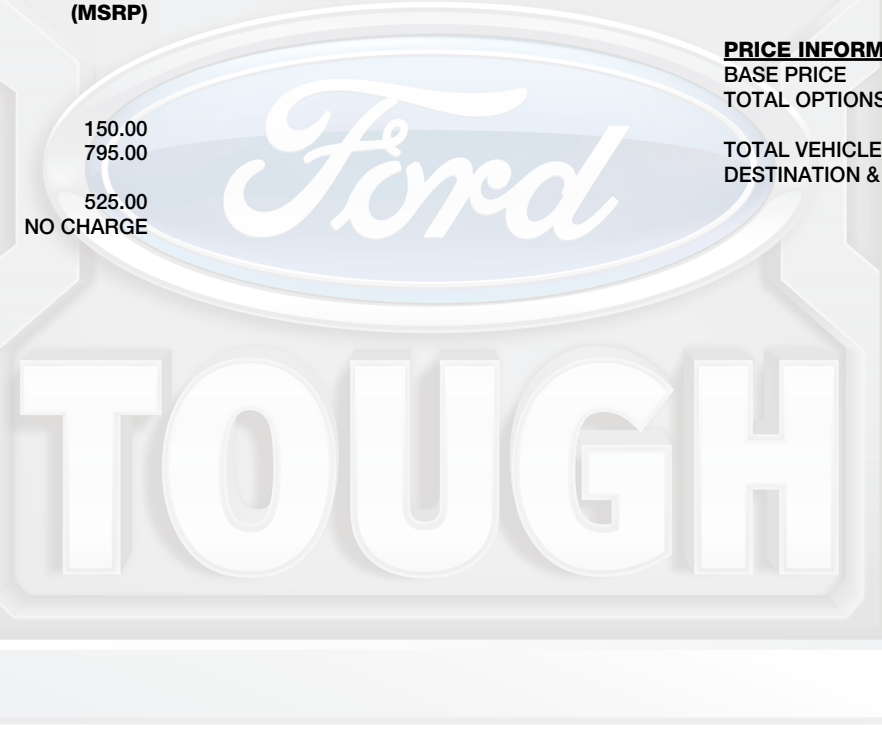 (MSRP)
150.00
795.00
525.00
NO CHARGE
PRICE INFORM
BASE PRICE
TOTAL OPTIONS
TOTAL VEHICLE
DESTINATION &
Ford
TOUGH